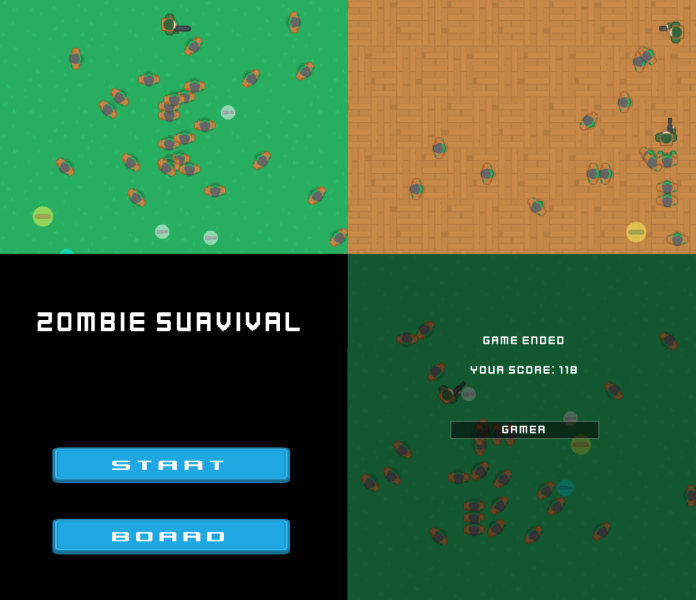 ZOMBIE SURVIVAL
START
BOARD
GAME ENDED
YOUR SCORE: 118
GAMER